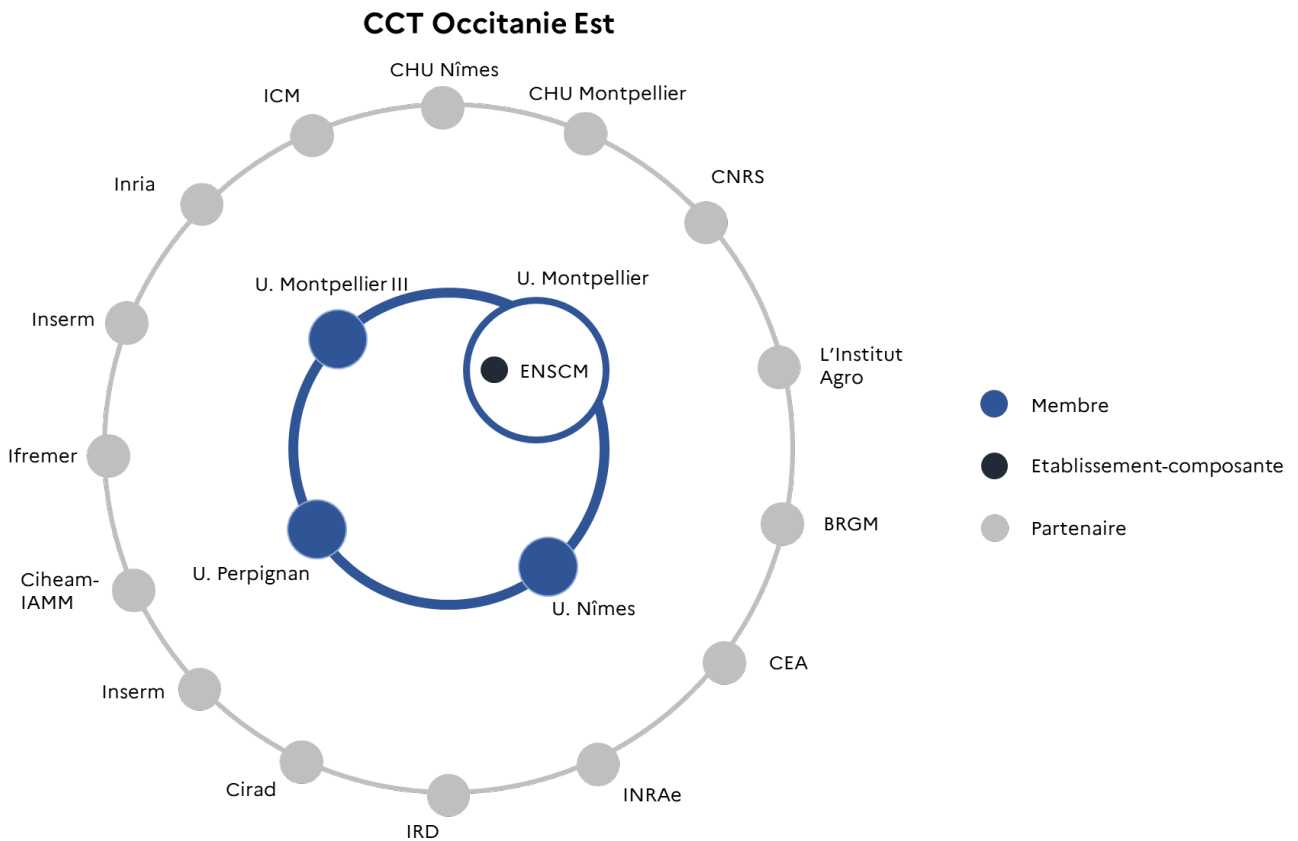 CCT Occitanie Est
CHU Nîmes
ICM
CHU Montpellier
CNRS
Inria
U. Montpellier
U. Montpellier III
Inserm
ENSCM
L'Institut
Agro
Membre
Ifremer
Etablissement-composante
BRGM
Partenaire
U. Perpignan
Ciheam-
IAMM
U. Nîmes
CEA
Inserm
Cirad
INRAe
IRD